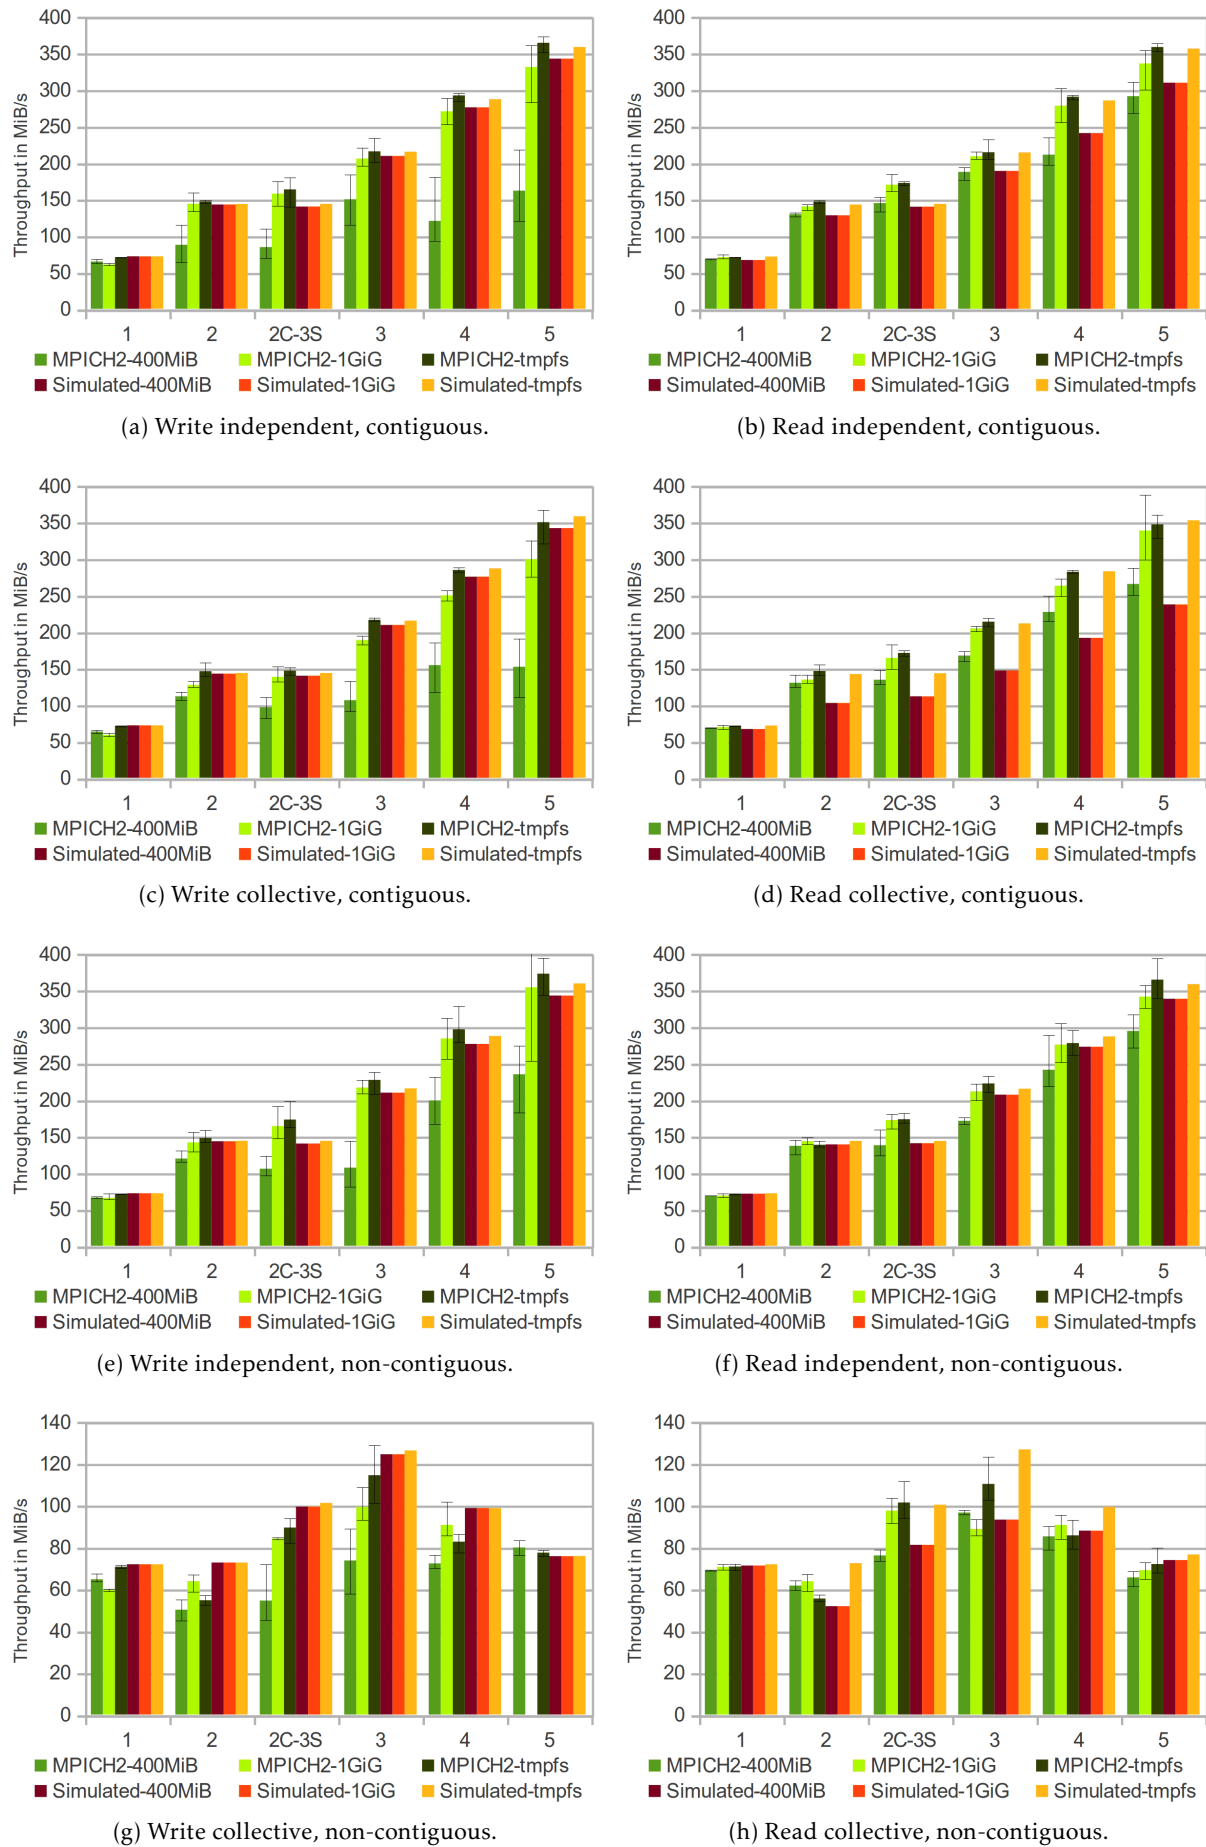 400
350
300
250
200
150
100
50
0
Throughput in MiB/s
1 2 2C-3S 3 4 5
MPICH2-400MiB MPICH2-1GiG MPICH2-tmpfs
Simulated-400MiB Simulated-1GiG Simulated-tmpfs
(a) Write independent, contiguous.
400
350
300
250
200
150
100
50
0
Throughput in MiB/s
1 2 2C-3S 3 4 5
MPICH2-400MiB MPICH2-1GiG MPICH2-tmpfs
Simulated-400MiB Simulated-1GiG Simulated-tmpfs
(b) Read independent, contiguous.
400
350
300
250
200
150
100
50
0
Throughput in MiB/s
1 2 2C-3S 3 4 5
MPICH2-400MiB MPICH2-1GiG MPICH2-tmpfs
Simulated-400MiB Simulated-1GiG Simulated-tmpfs
(c) Write collective, contiguous.
400
350
300
250
200
150
100
50
0
Throughput in MiB/s
1 2 2C-3S 3 4 5
MPICH2-400MiB MPICH2-1GiG MPICH2-tmpfs
Simulated-400MiB Simulated-1GiG Simulated-tmpfs
(d) Read collective, contiguous.
400
350
300
250
200
150
100
50
0
Throughput in MiB/s
1 2 2C-3S 3 4 5
MPICH2-400MiB MPICH2-1GiG MPICH2-tmpfs
Simulated-400MiB Simulated-1GiG Simulated-tmpfs
(e) Write independent, non-contiguous.
400
350
300
250
200
150
100
50
0
Throughput in MiB/s
1 2 2C-3S 3 4 5
MPICH2-400MiB MPICH2-1GiG MPICH2-tmpfs
Simulated-400MiB Simulated-1GiG Simulated-tmpfs
(f) Read independent, non-contiguous.
140
120
100
80
60
40
20
0
Throughput in MiB/s
1 2 2C-3S 3 4 5
MPICH2-400MiB MPICH2-1GiG MPICH2-tmpfs
Simulated-400MiB Simulated-1GiG Simulated-tmpfs
(g) Write collective, non-contiguous.
140
120
100
80
60
40
20
0
Throughput in MiB/s
1 2 2C-3S 3 4 5
MPICH2-400MiB MPICH2-1GiG MPICH2-tmpfs
Simulated-400MiB Simulated-1GiG Simulated-tmpfs
(h) Read collective, non-contiguous.